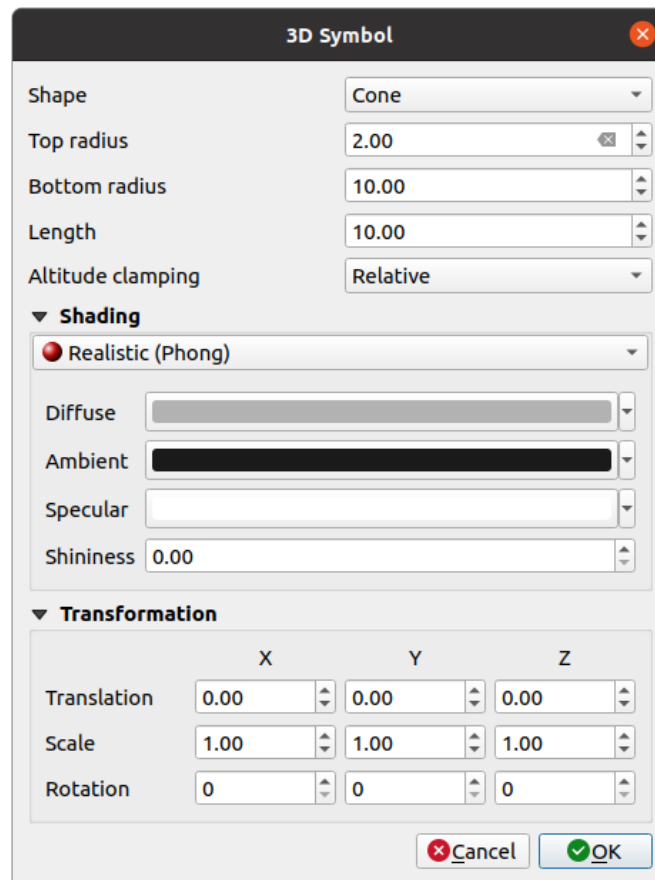 3D Symbol
Shape Cone
Top radius 2.00
Bottom radius 10.00
Length 10.00
Altitude clamping Relative
Shading
Realistic (Phong)
Diffuse
Ambient
Specular
Shininess 0.00
Transformation
X Y Z
Translation 0.00 0.00 0.00
Scale 1.00 1.00 1.00
Rotation 0 0 0
Cancel OK